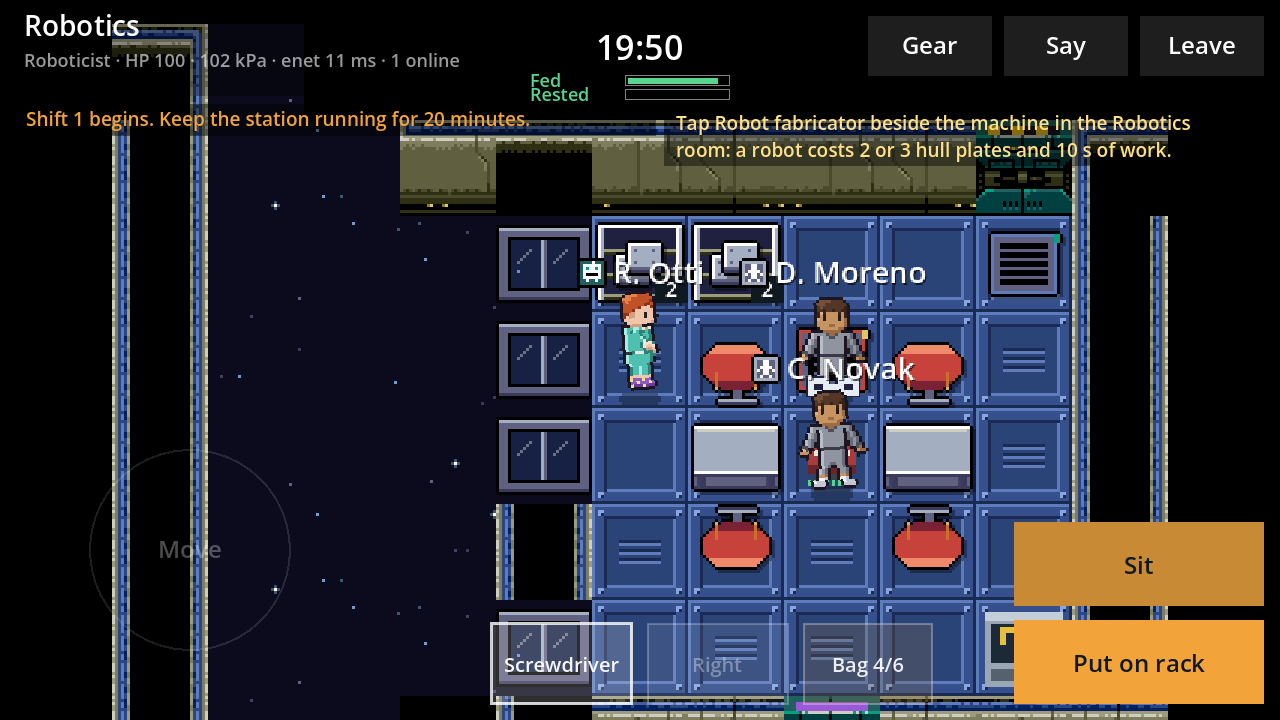 Robotics
Roboticist · HP 100 · 102 kPa · enet 11 ms · 1 online
19:50
Fed
Rested
Gear
Say
Leave
Shift 1 begins. Keep the station running for 20 minutes.
Tap Robot fabricator beside the machine in the Robotics
room: a robot costs 2 or 3 hull plates and 10 s of work.
R. Otti
D. Moreno
2
2
C. Novak
Move
Sit
Screwdriver
Right
Bag 4/6
Put on rack